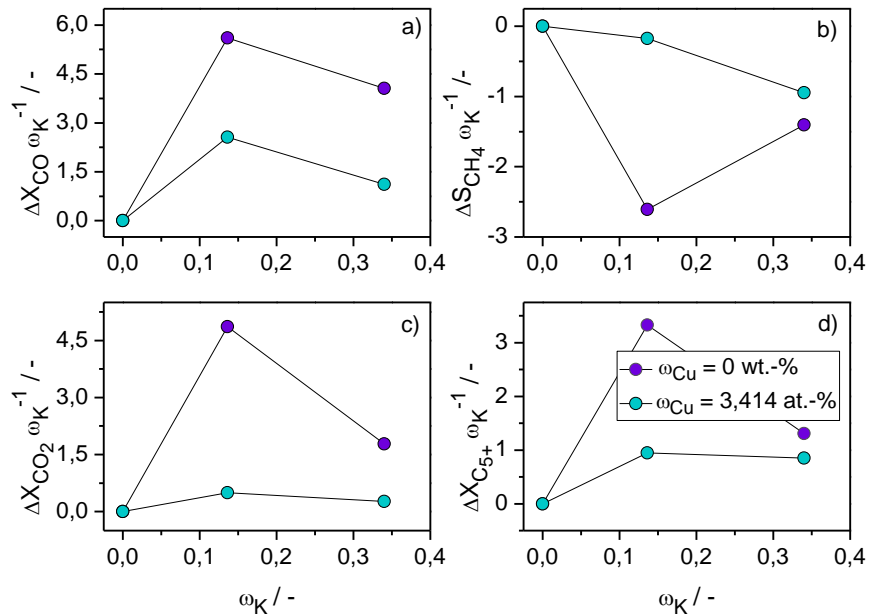 a)
ΔX_CO ω_K^-1 / -
6,0
4,5
3,0
1,5
0,0
0,0 0,1 0,2 0,3 0,4
b)
ΔS_CH4 ω_K^-1 / -
0
-1
-2
-3
0,0 0,1 0,2 0,3 0,4
c)
ΔX_CO2 ω_K^-1 / -
4,5
3,0
1,5
0,0
0,0 0,1 0,2 0,3 0,4
ω_K / -
d)
ΔX_C5+ ω_K^-1 / -
3
2
1
0
ω_Cu = 0 wt.-%
ω_Cu = 3,414 at.-%
0,0 0,1 0,2 0,3 0,4
ω_K / -